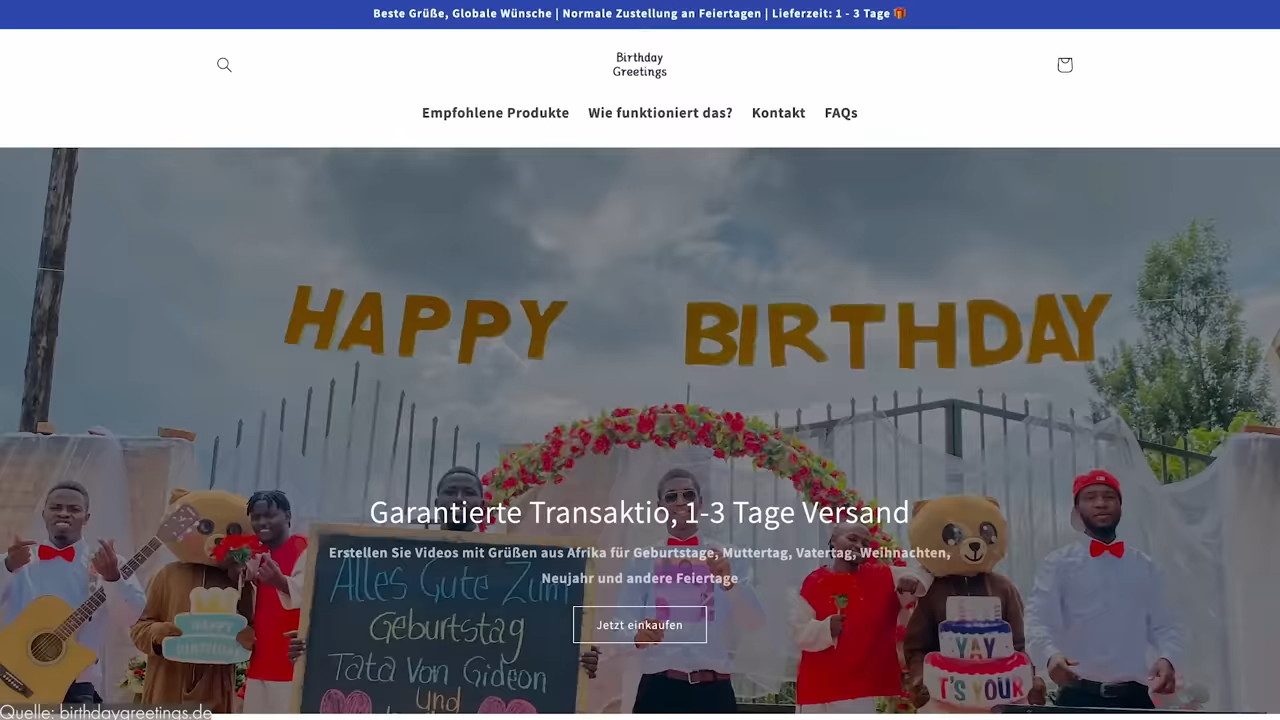 Beste Grüße, Globale Wünsche | Normale Zustellung an Feiertagen | Lieferzeit: 1 - 3 Tage 🎁
Birthday
Greetings
Empfohlene Produkte Wie funktioniert das? Kontakt FAQs
HAPPY BIRTHDAY
Garantierte Transaktio, 1-3 Tage Versand
Erstellen Sie Videos mit Grüßen aus Afrika für Geburtstage, Muttertag, Vatertag, Weihnachten,
Neujahr und andere Feiertage
Jetzt einkaufen
Alles Gute Zum
Geburtstag
Tata Von Gideon
und
HAPPY
BIRTHDAY
YAY
IT'S YOUR
Quelle: birthdaygreetings.de